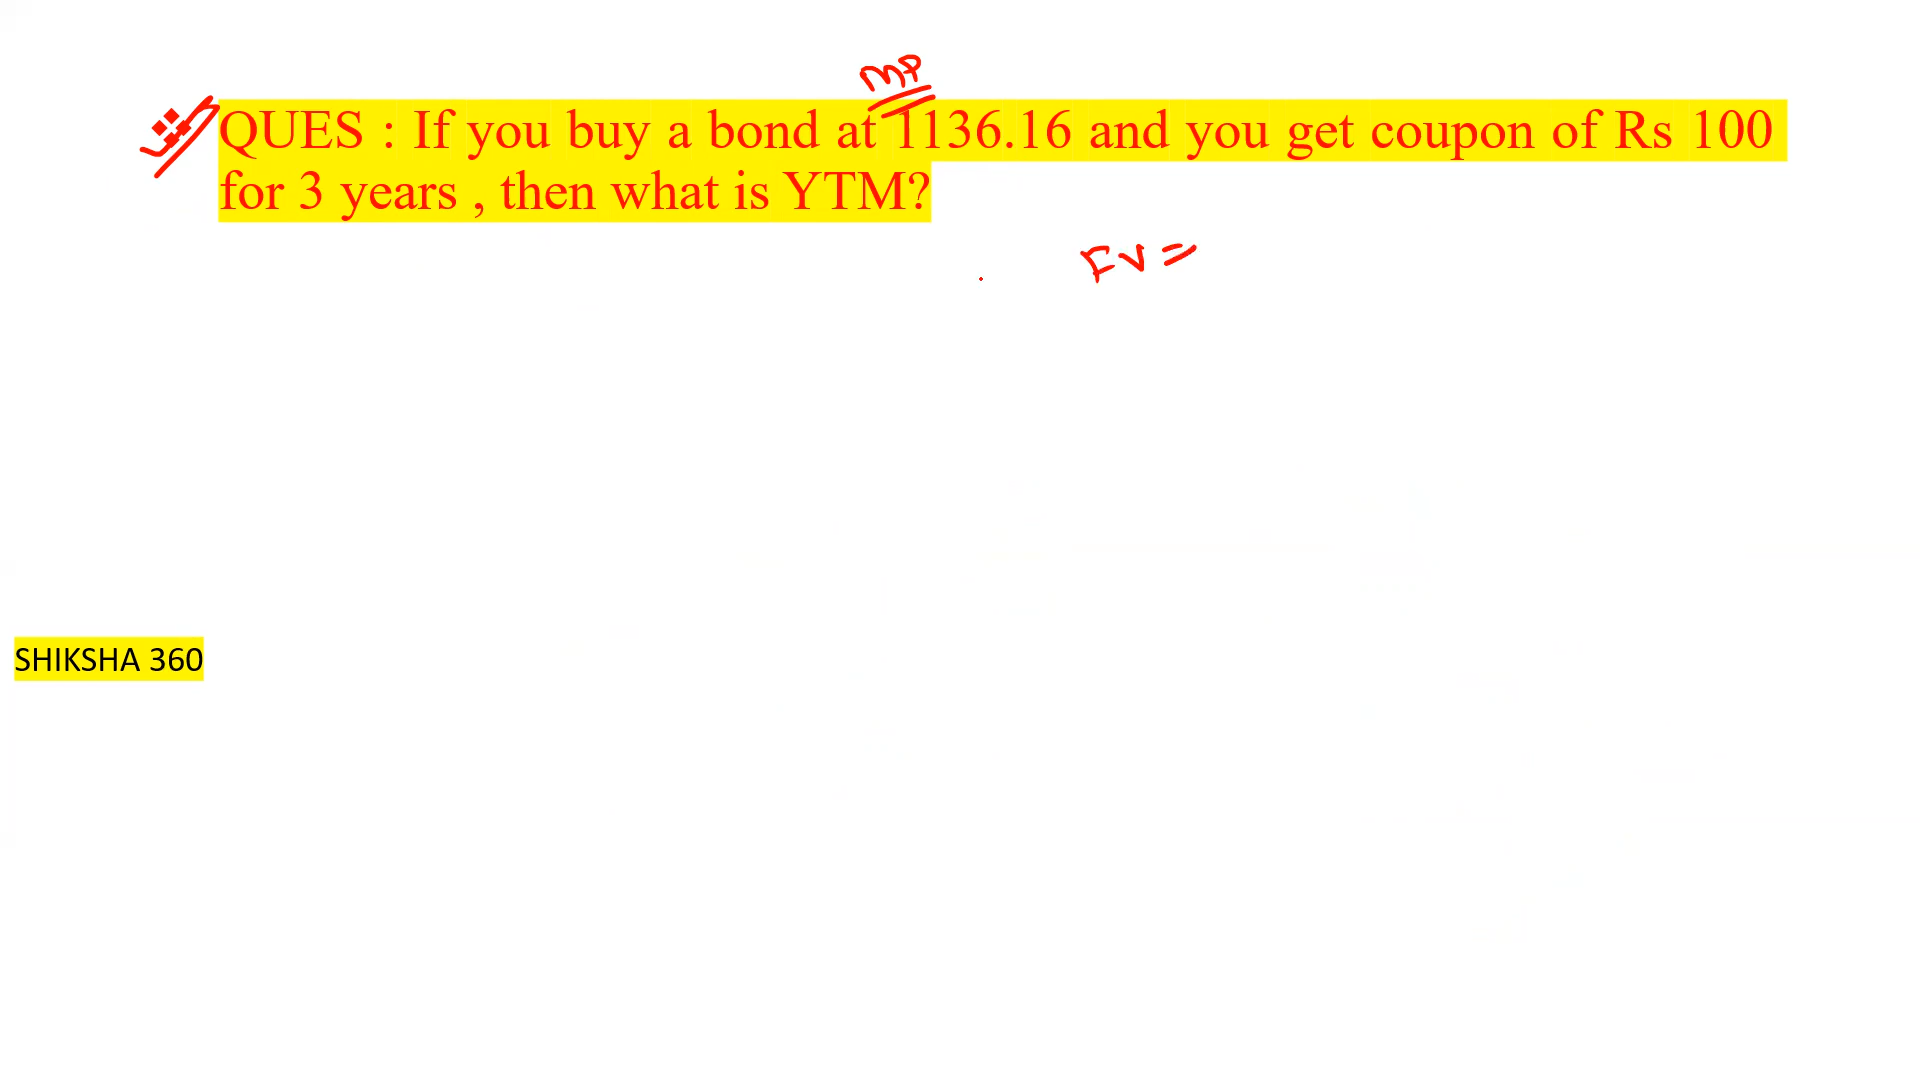 MP
QUES : If you buy a bond at 1136.16 and you get coupon of Rs 100
for 3 years , then what is YTM?
FV =
SHIKSHA 360